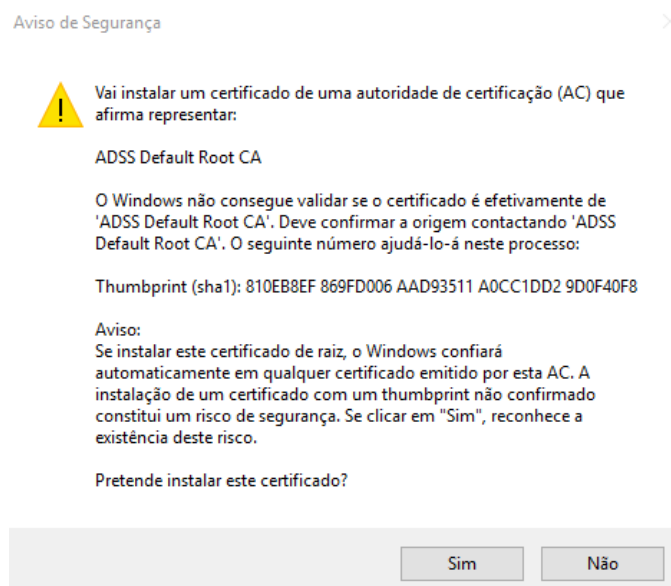 Aviso de Segurança
Vai instalar um certificado de uma autoridade de certificação (AC) que
afirma representar:
ADSS Default Root CA
O Windows não consegue validar se o certificado é efetivamente de
'ADSS Default Root CA'. Deve confirmar a origem contactando 'ADSS
Default Root CA'. O seguinte número ajudá-lo-á neste processo:
Thumbprint (sha1): 810EB8EF 869FD006 AAD93511 A0CC1DD2 9D0F40F8
Aviso:
Se instalar este certificado de raiz, o Windows confiará
automaticamente em qualquer certificado emitido por esta AC. A
instalação de um certificado com um thumbprint não confirmado
constitui um risco de segurança. Se clicar em "Sim", reconhece a
existência deste risco.
Pretende instalar este certificado?
Sim
Não